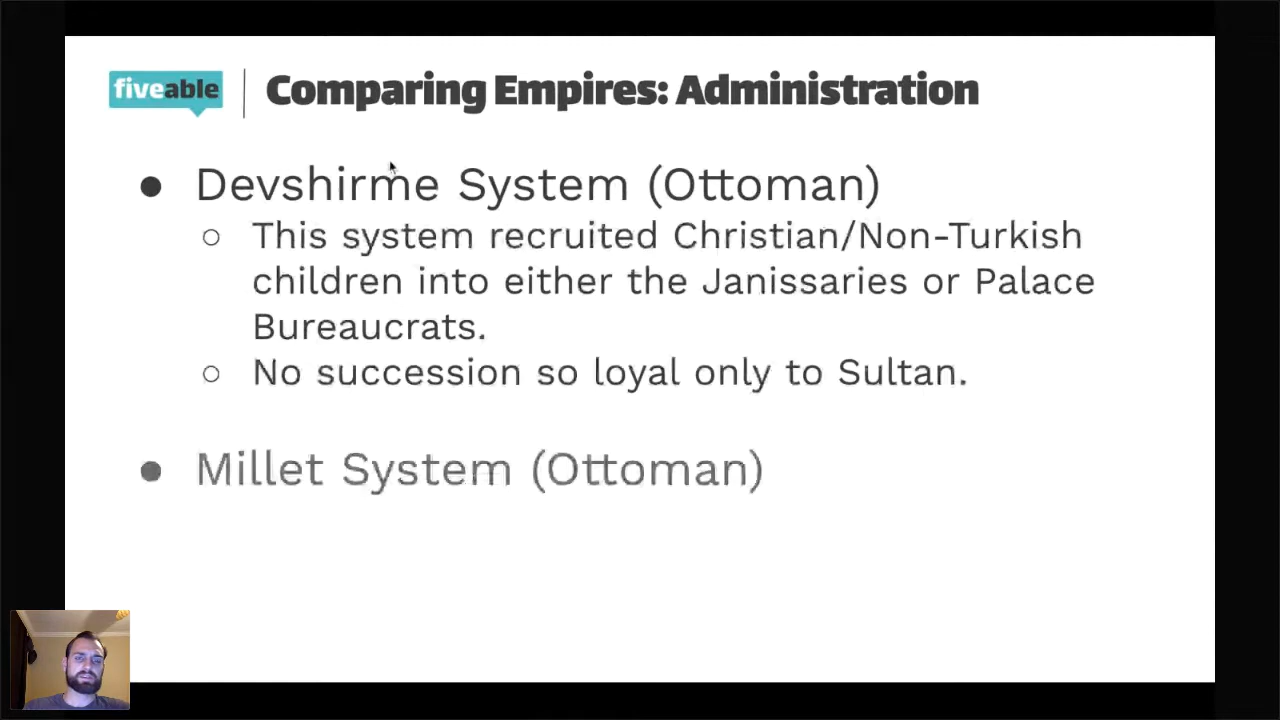 fiveable
Comparing Empires: Administration
● Devshirme System (Ottoman)
○ This system recruited Christian/Non-Turkish
children into either the Janissaries or Palace
Bureaucrats.
○ No succession so loyal only to Sultan.
● Millet System (Ottoman)